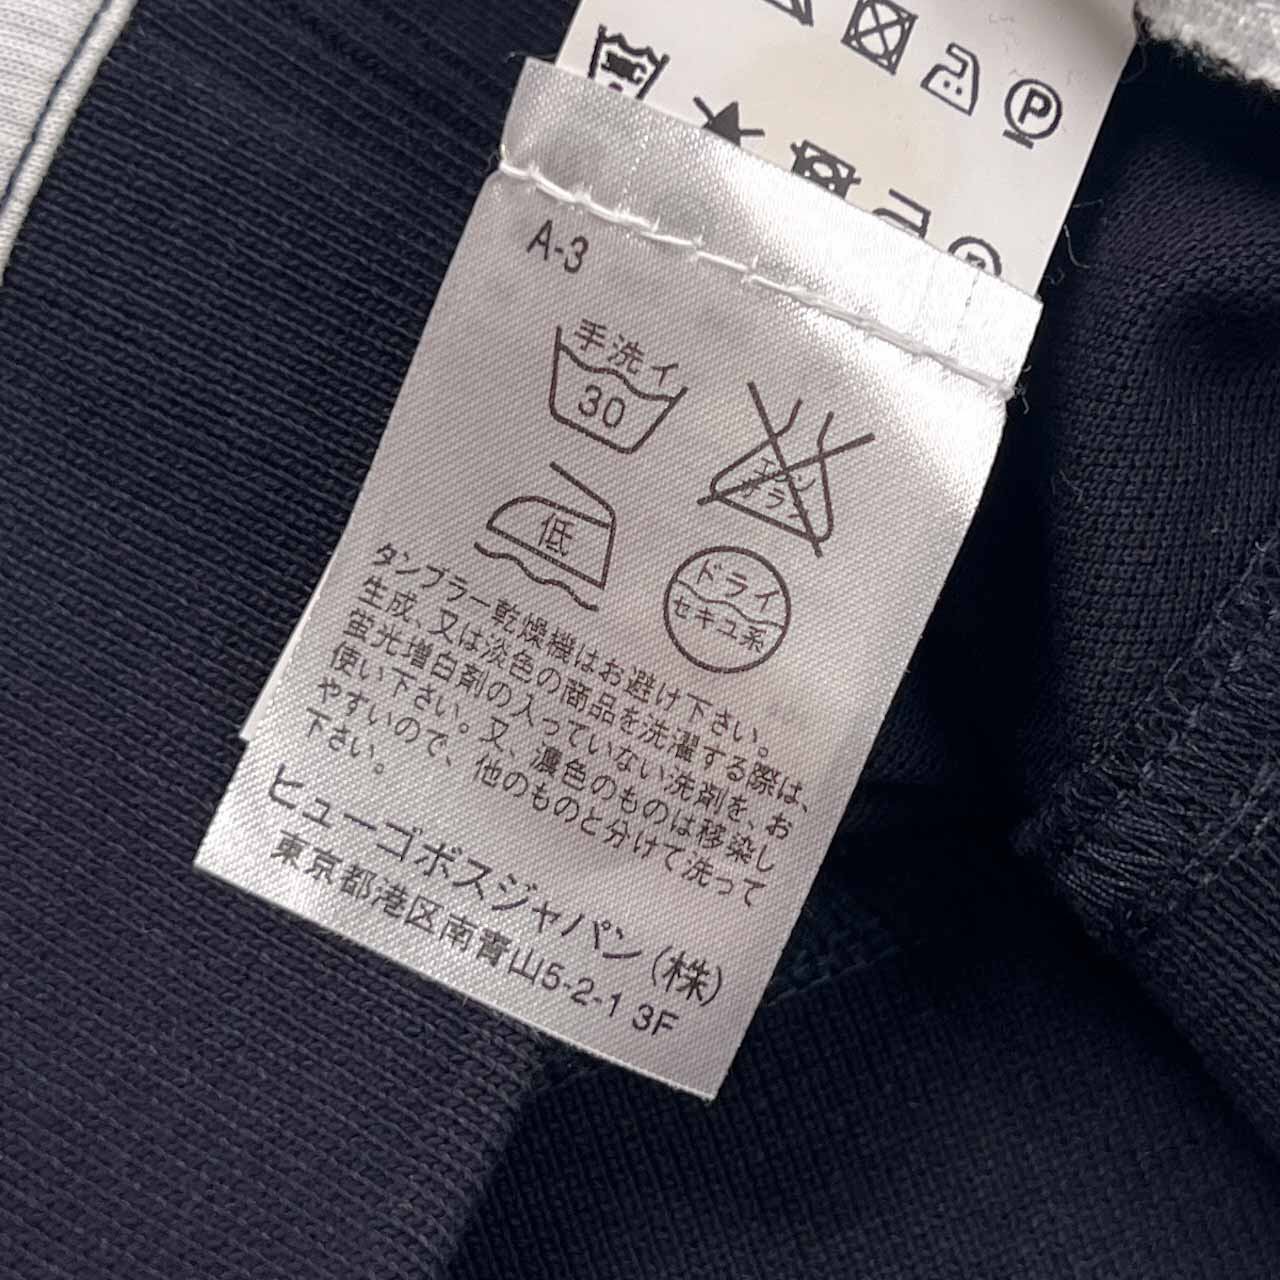 P
A-3
手洗イ
30
エンソ
サラシ
低
ドライ
セキユ系
タンブラー乾燥機はお避け下さい。
生成、又は淡色の商品を洗濯する際は、
蛍光増白剤の入っていない洗剤を、お
使い下さい。又、濃色のものは移染し
やすいので、他のものと分けて洗って
下さい。
ヒューゴボスジャパン(株)
東京都港区南青山5-2-1 3F